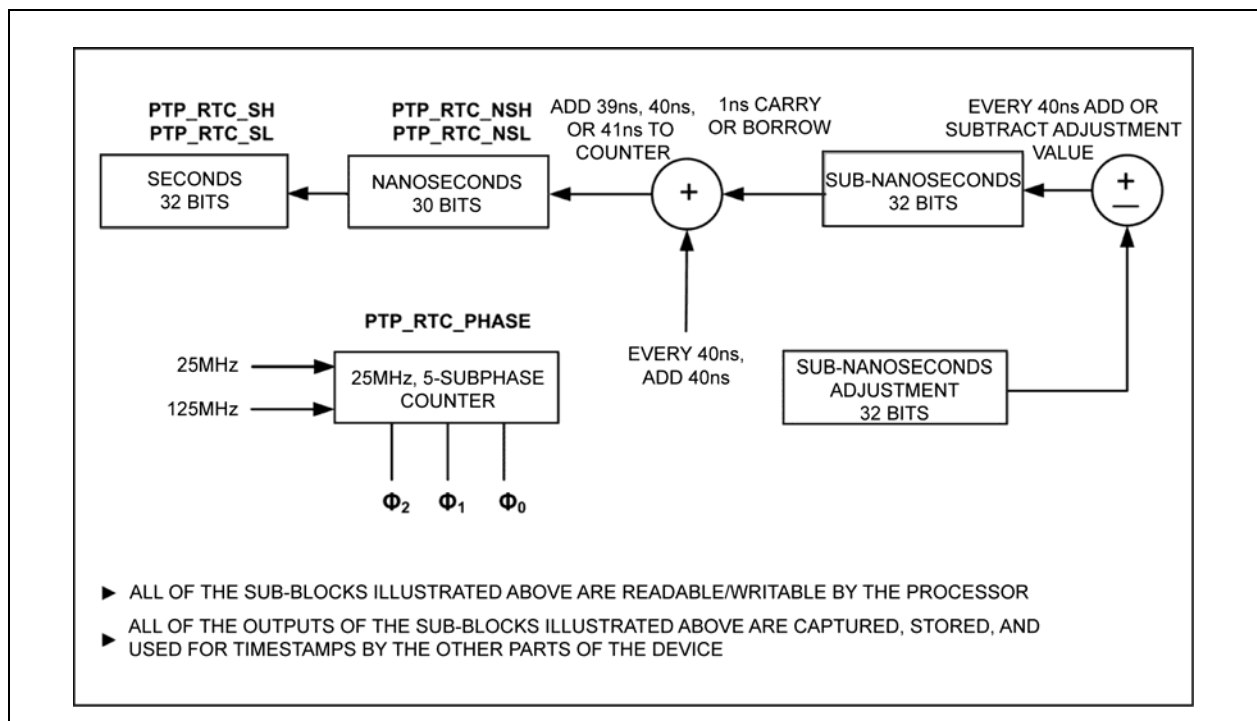 PTP_RTC_SH
PTP_RTC_SL
SECONDS
32 BITS
PTP_RTC_NSH
PTP_RTC_NSL
NANOSECONDS
30 BITS
ADD 39ns, 40ns,
OR 41ns TO
COUNTER
+
1ns CARRY
OR BORROW
SUB-NANOSECONDS
32 BITS
EVERY 40ns ADD OR
SUBTRACT ADJUSTMENT
VALUE
+
–
PTP_RTC_PHASE
25MHz
125MHz
25MHz, 5-SUBPHASE
COUNTER
Φ2 Φ1 Φ0
EVERY 40ns,
ADD 40ns
SUB-NANOSECONDS
ADJUSTMENT
32 BITS
► ALL OF THE SUB-BLOCKS ILLUSTRATED ABOVE ARE READABLE/WRITABLE BY THE PROCESSOR
► ALL OF THE OUTPUTS OF THE SUB-BLOCKS ILLUSTRATED ABOVE ARE CAPTURED, STORED, AND
USED FOR TIMESTAMPS BY THE OTHER PARTS OF THE DEVICE